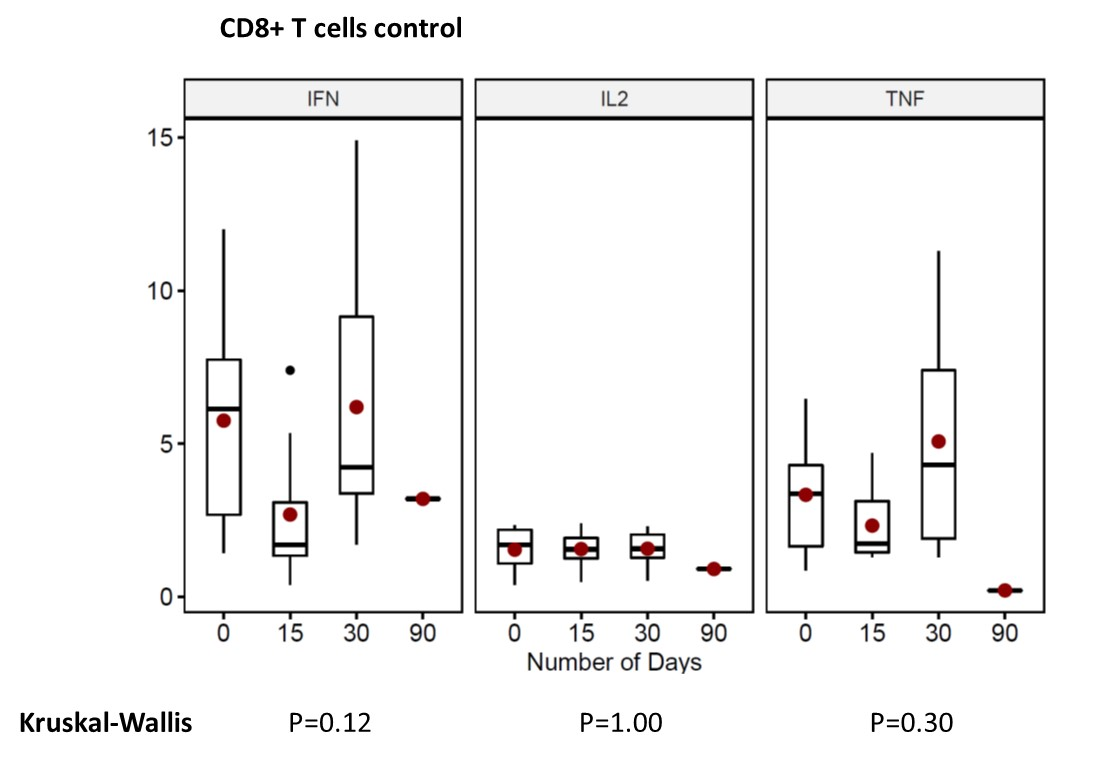 CD8+ T cells control
IFN IL2 TNF
15
10
5
0
0 15 30 90 0 15 30 90 0 15 30 90
Number of Days
Kruskal-Wallis P=0.12 P=1.00 P=0.30